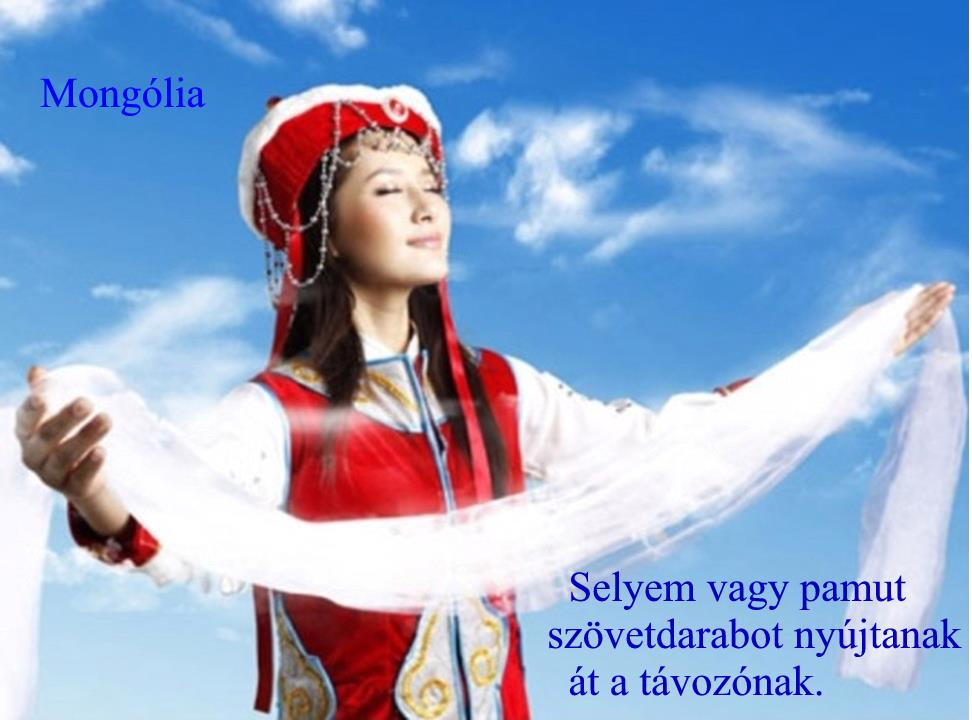 Mongólia
Selyem vagy pamut
szövetdarabot nyújtanak
át a távozónak.